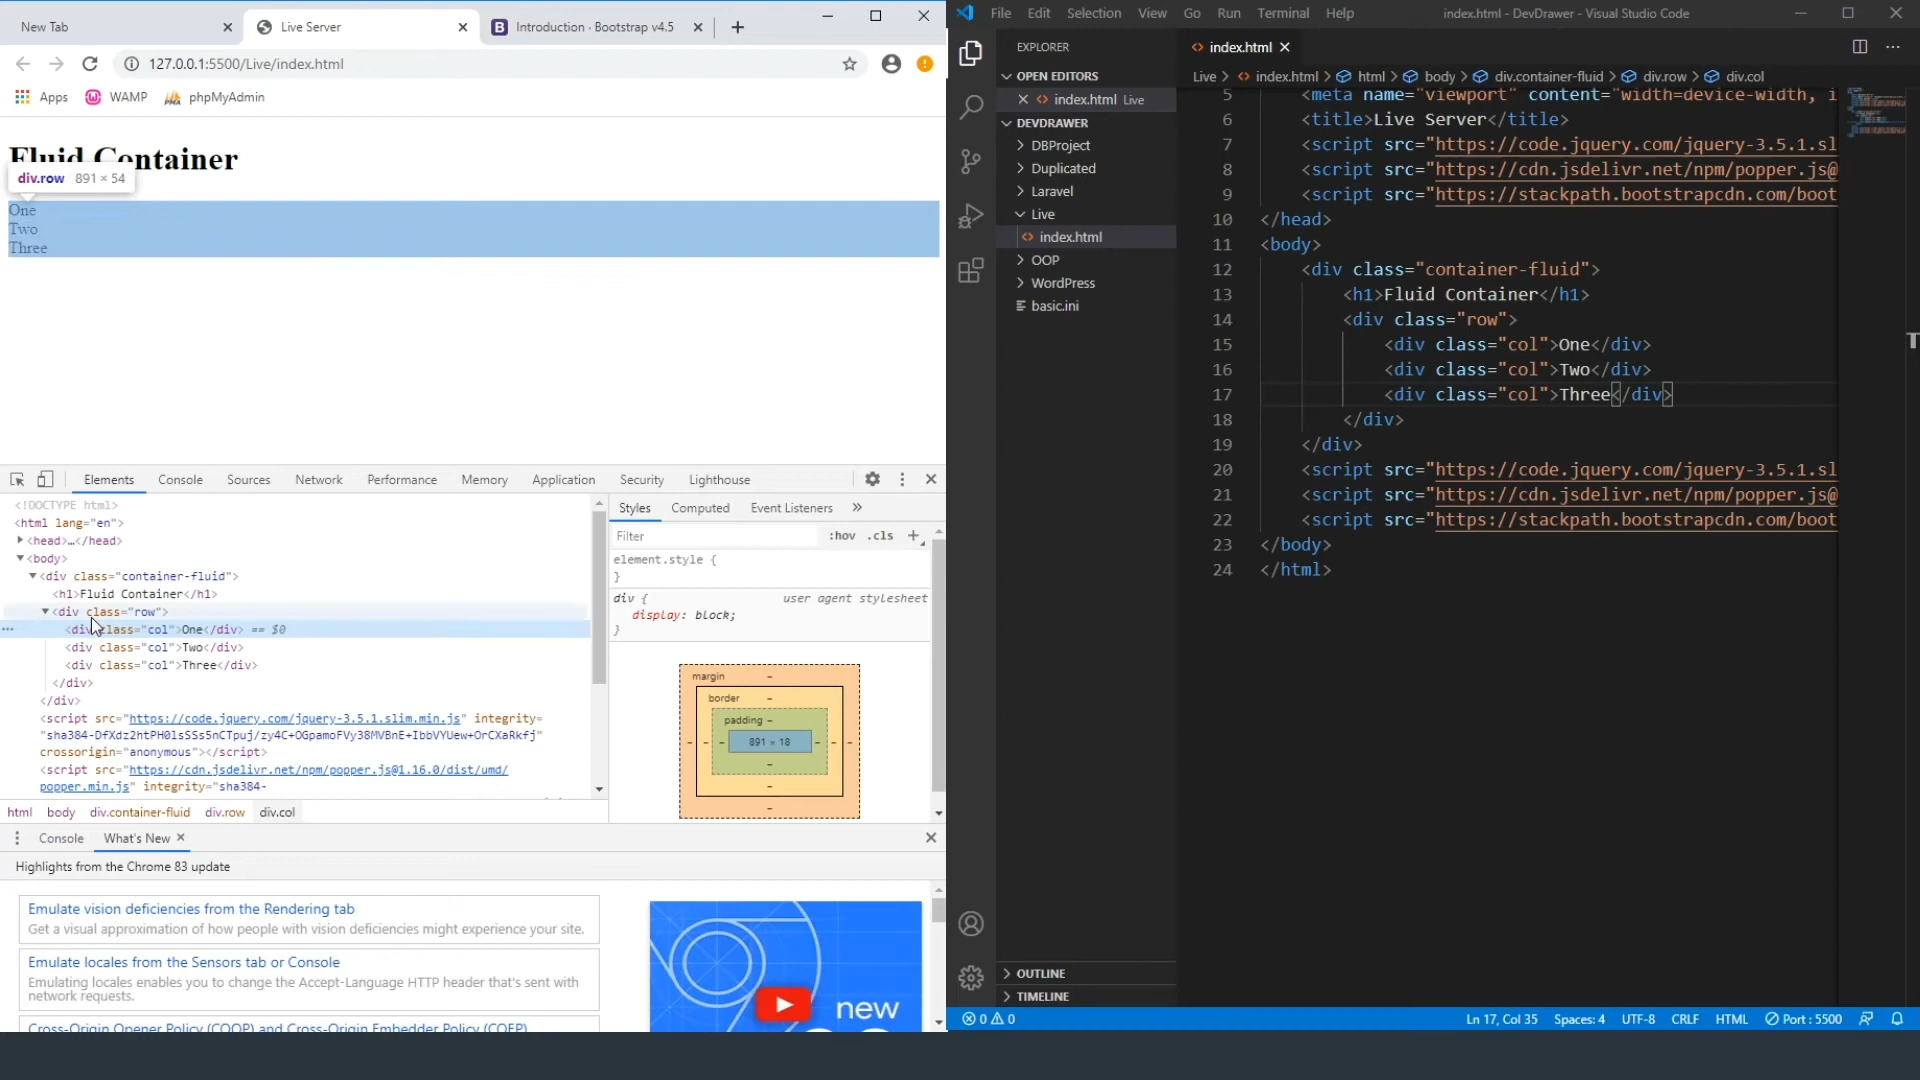 New Tab
Live Server
Introduction · Bootstrap v4.5
127.0.0.1:5500/Live/index.html
Apps
WAMP
phpMyAdmin
Fluid Container
div.row 891 × 54
One
Two
Three
Elements Console Sources Network Performance Memory Application Security Lighthouse
<!DOCTYPE html>
<html lang="en">
<head>…</head>
<body>
<div class="container-fluid">
<h1>Fluid Container</h1>
<div class="row">
<div class="col">One</div> == $0
<div class="col">Two</div>
<div class="col">Three</div>
</div>
</div>
<script src="https://code.jquery.com/jquery-3.5.1.slim.min.js" integrity=
"sha384-DfXdz2htPH0lsSSs5nCTpuj/zy4C+OGpamoFVy38MVBnE+IbbVYUew+OrCXaRkfj"
crossorigin="anonymous"></script>
<script src="https://cdn.jsdelivr.net/npm/popper.js@1.16.0/dist/umd/
popper.min.js" integrity="sha384-
html body div.container-fluid div.row div.col
Styles Computed Event Listeners »
Filter :hov .cls +
element.style {
}
div { user agent stylesheet
display: block;
}
margin –
border –
padding –
891 × 18
Console What's New
Highlights from the Chrome 83 update
Emulate vision deficiencies from the Rendering tab
Get a visual approximation of how people with vision deficiencies might experience your site.
Emulate locales from the Sensors tab or Console
Emulating locales enables you to change the Accept-Language HTTP header that's sent with
network requests.
Cross-Origin Opener Policy (COOP) and Cross-Origin Embedder Policy (COEP)
new
File Edit Selection View Go Run Terminal Help
index.html - DevDrawer - Visual Studio Code
EXPLORER
OPEN EDITORS
index.html Live
DEVDRAWER
DBProject
Duplicated
Laravel
Live
index.html
OOP
WordPress
basic.ini
OUTLINE
TIMELINE
index.html
Live > index.html > html > body > div.container-fluid > div.row > div.col
5 <meta name="viewport" content="width=device-width, i
6 <title>Live Server</title>
7 <script src="https://code.jquery.com/jquery-3.5.1.sl
8 <script src="https://cdn.jsdelivr.net/npm/popper.js@
9 <script src="https://stackpath.bootstrapcdn.com/boot
10 </head>
11 <body>
12 <div class="container-fluid">
13 <h1>Fluid Container</h1>
14 <div class="row">
15 <div class="col">One</div>
16 <div class="col">Two</div>
17 <div class="col">Three</div>
18 </div>
19 </div>
20 <script src="https://code.jquery.com/jquery-3.5.1.sl
21 <script src="https://cdn.jsdelivr.net/npm/popper.js@
22 <script src="https://stackpath.bootstrapcdn.com/boot
23 </body>
24 </html>
0 0 Ln 17, Col 35 Spaces: 4 UTF-8 CRLF HTML Port : 5500